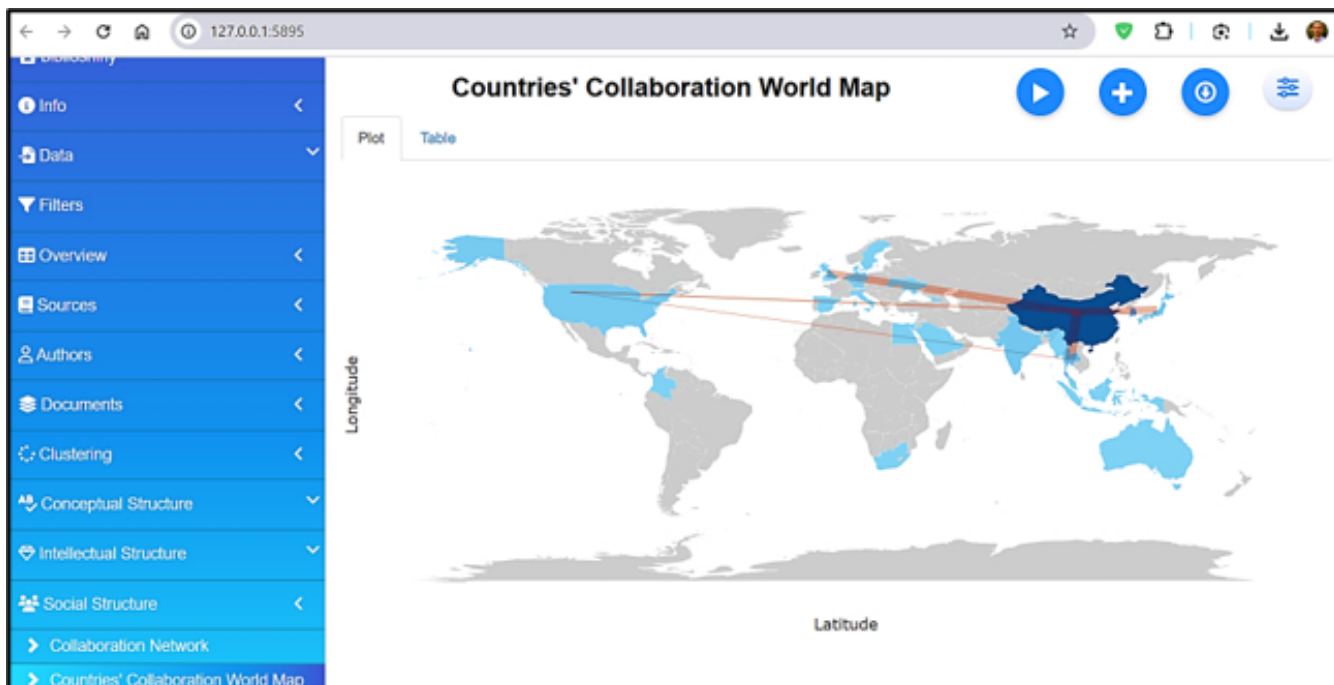 127.0.0.1:5895
Biblioshiny
Info
Data
Filters
Overview
Sources
Authors
Documents
Clustering
Conceptual Structure
Intellectual Structure
Social Structure
Collaboration Network
Countries' Collaboration World Map
Countries' Collaboration World Map
Plot
Table
Longitude
Latitude